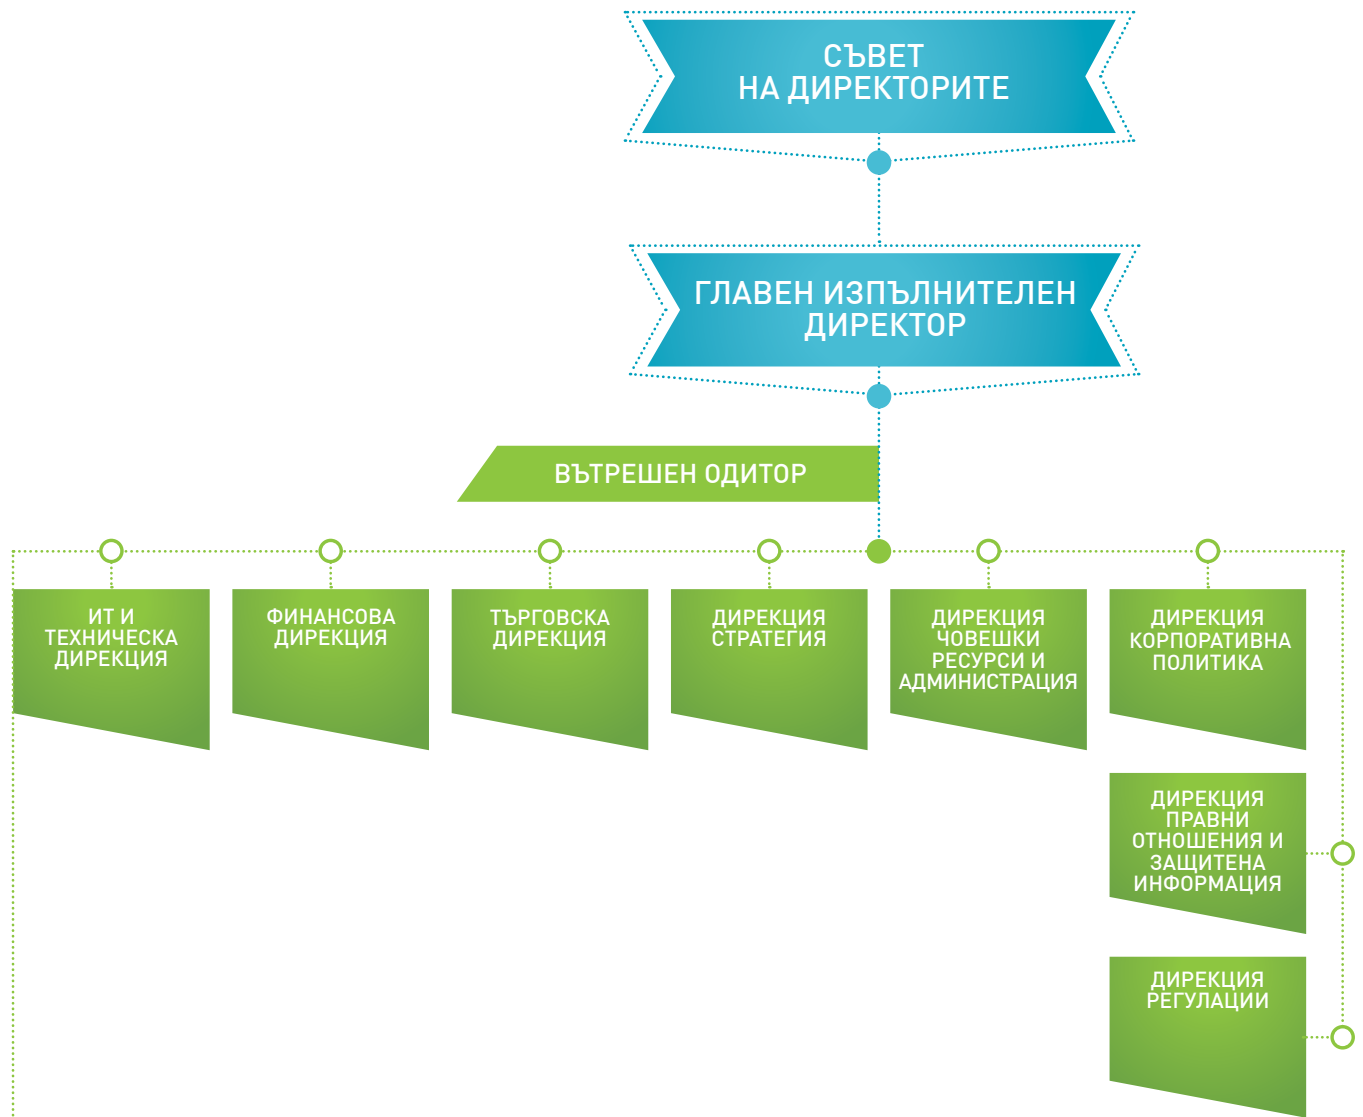 СЪВЕТ
НА ДИРЕКТОРИТЕ
ГЛАВЕН ИЗПЪЛНИТЕЛЕН
ДИРЕКТОР
ВЪТРЕШЕН ОДИТОР
ИТ И
ТЕХНИЧЕСКА
ДИРЕКЦИЯ
ФИНАНСОВА
ДИРЕКЦИЯ
ТЪРГОВСКА
ДИРЕКЦИЯ
ДИРЕКЦИЯ
СТРАТЕГИЯ
ДИРЕКЦИЯ
ЧОВЕШКИ
РЕСУРСИ И
АДМИНИСТРАЦИЯ
ДИРЕКЦИЯ
КОРПОРАТИВНА
ПОЛИТИКА
ДИРЕКЦИЯ
ПРАВНИ
ОТНОШЕНИЯ И
ЗАЩИТЕНА
ИНФОРМАЦИЯ
ДИРЕКЦИЯ
РЕГУЛАЦИИ